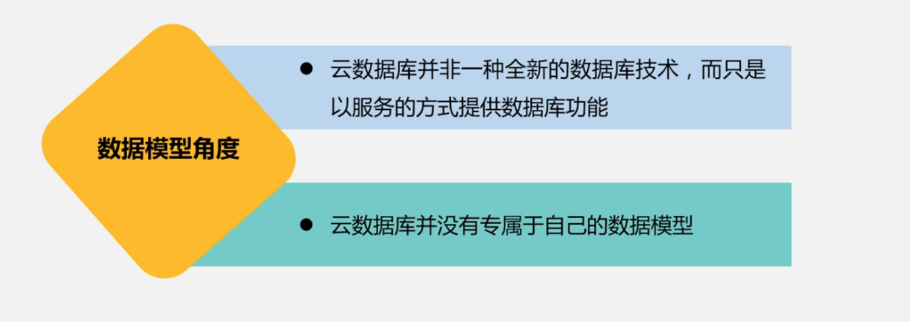 数据模型角度
● 云数据库并非一种全新的数据库技术，而只是
以服务的方式提供数据库功能
● 云数据库并没有专属于自己的数据模型